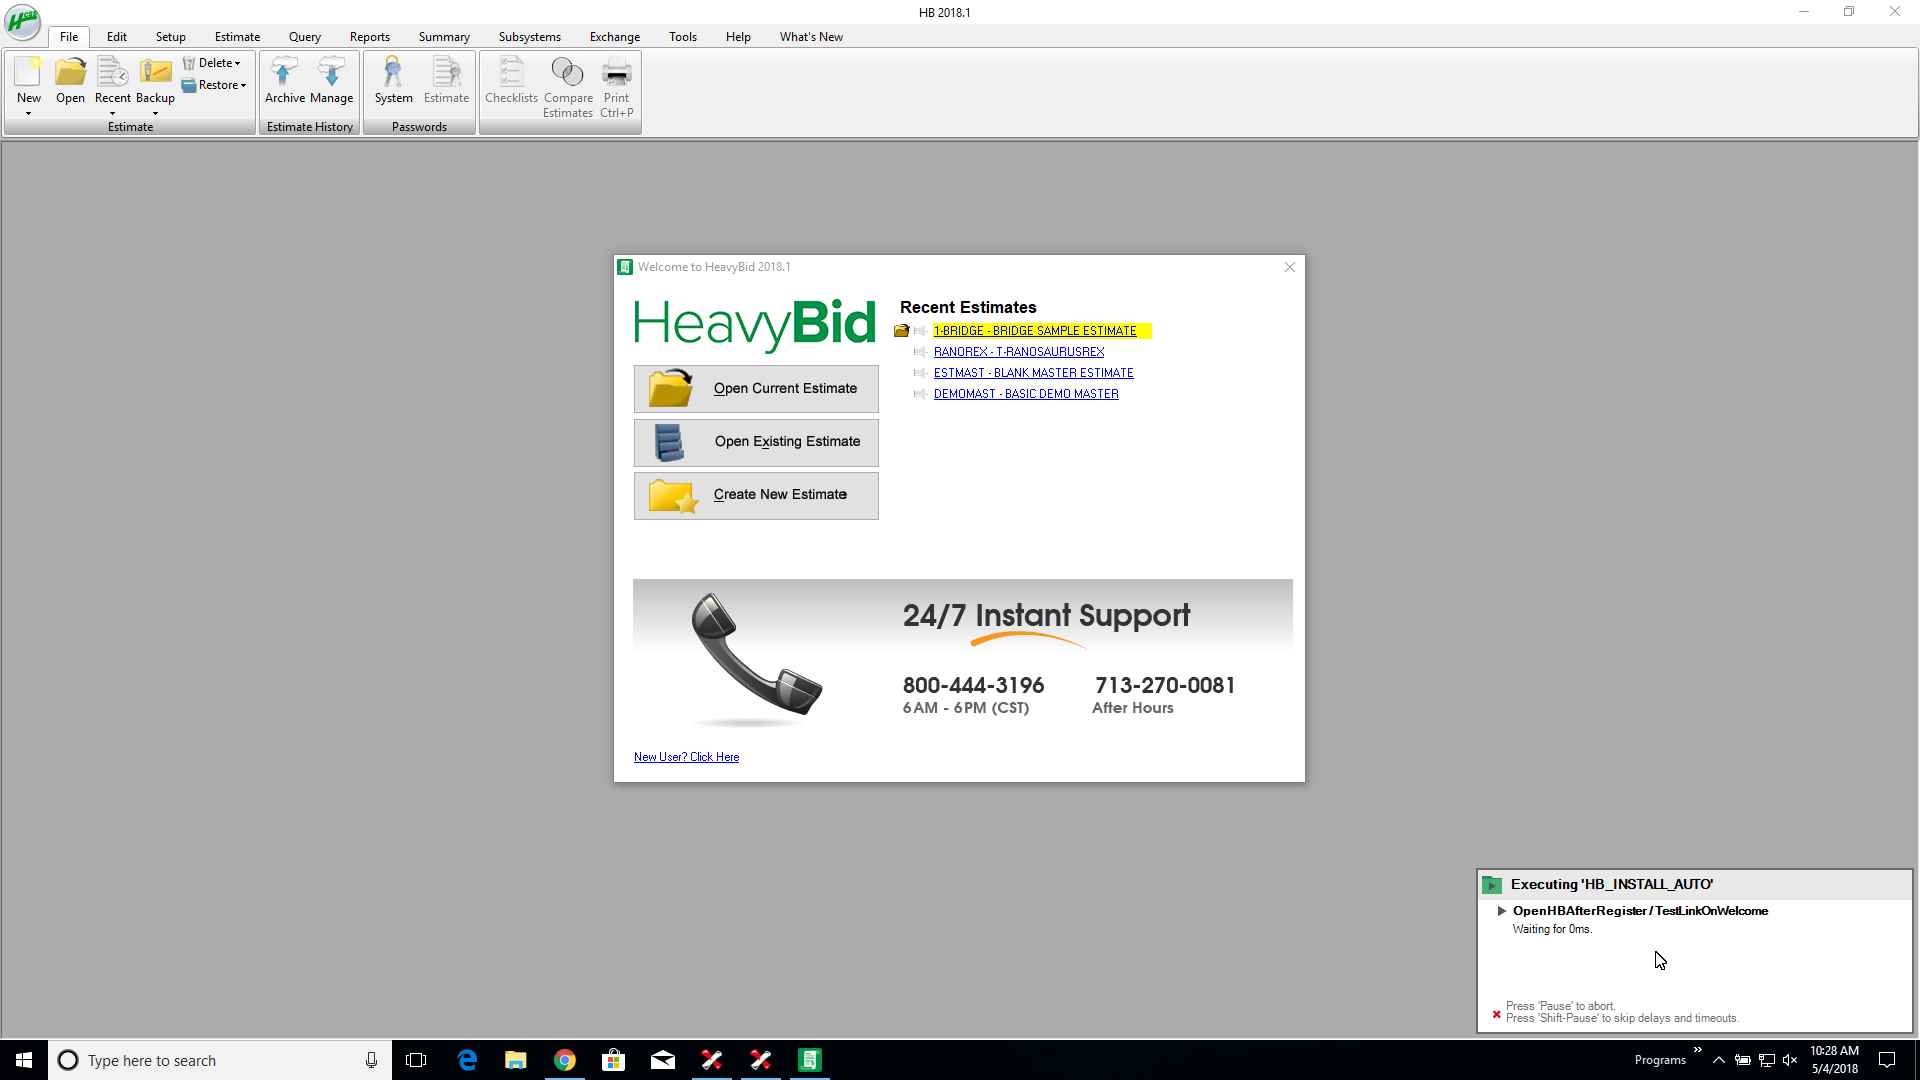 HB 2018.1
File Edit Setup Estimate Query Reports Summary Subsystems Exchange Tools Help What's New
New Open Recent Backup Delete Restore
Archive Manage
System Estimate
Checklists Compare Estimates Print Ctrl+P
Estimate Estimate History Passwords
Welcome to HeavyBid 2018.1
HeavyBid
Open Current Estimate
Open Existing Estimate
Create New Estimate
Recent Estimates
1-BRIDGE - BRIDGE SAMPLE ESTIMATE
RANOREX - T-RANOSAURUSREX
ESTMAST - BLANK MASTER ESTIMATE
DEMOMAST - BASIC DEMO MASTER
24/7 Instant Support
800-444-3196 713-270-0081
6 AM - 6 PM (CST) After Hours
New User? Click Here
Executing 'HB_INSTALL_AUTO'
OpenHBAfterRegister / TestLinkOnWelcome
Waiting for 0ms.
Press 'Pause' to abort.
Press 'Shift-Pause' to skip delays and timeouts.
Type here to search
Programs
10:28 AM
5/4/2018